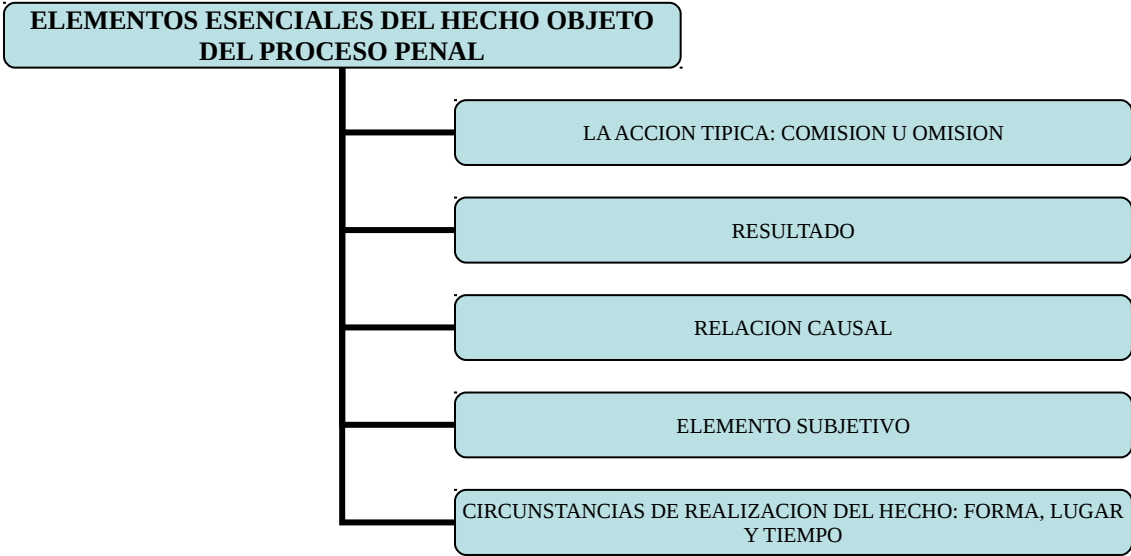 ELEMENTOS ESENCIALES DEL HECHO OBJETO
DEL PROCESO PENAL
LA ACCION TIPICA: COMISION U OMISION
RESULTADO
RELACION CAUSAL
ELEMENTO SUBJETIVO
CIRCUNSTANCIAS DE REALIZACION DEL HECHO: FORMA, LUGAR
Y TIEMPO